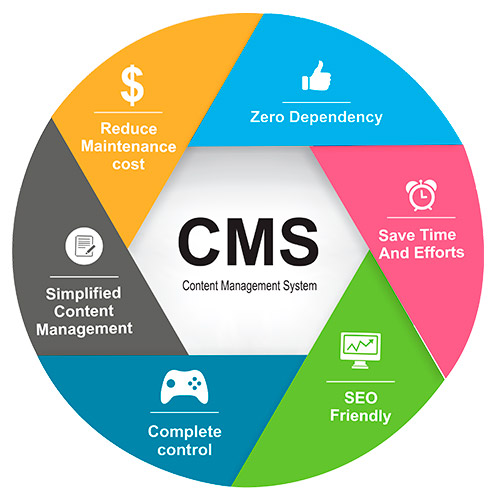 $
Reduce
Maintenance
cost
Zero Dependency
Save Time
And Efforts
SEO
Friendly
Complete
control
Simplified
Content
Management
CMS
Content Management System